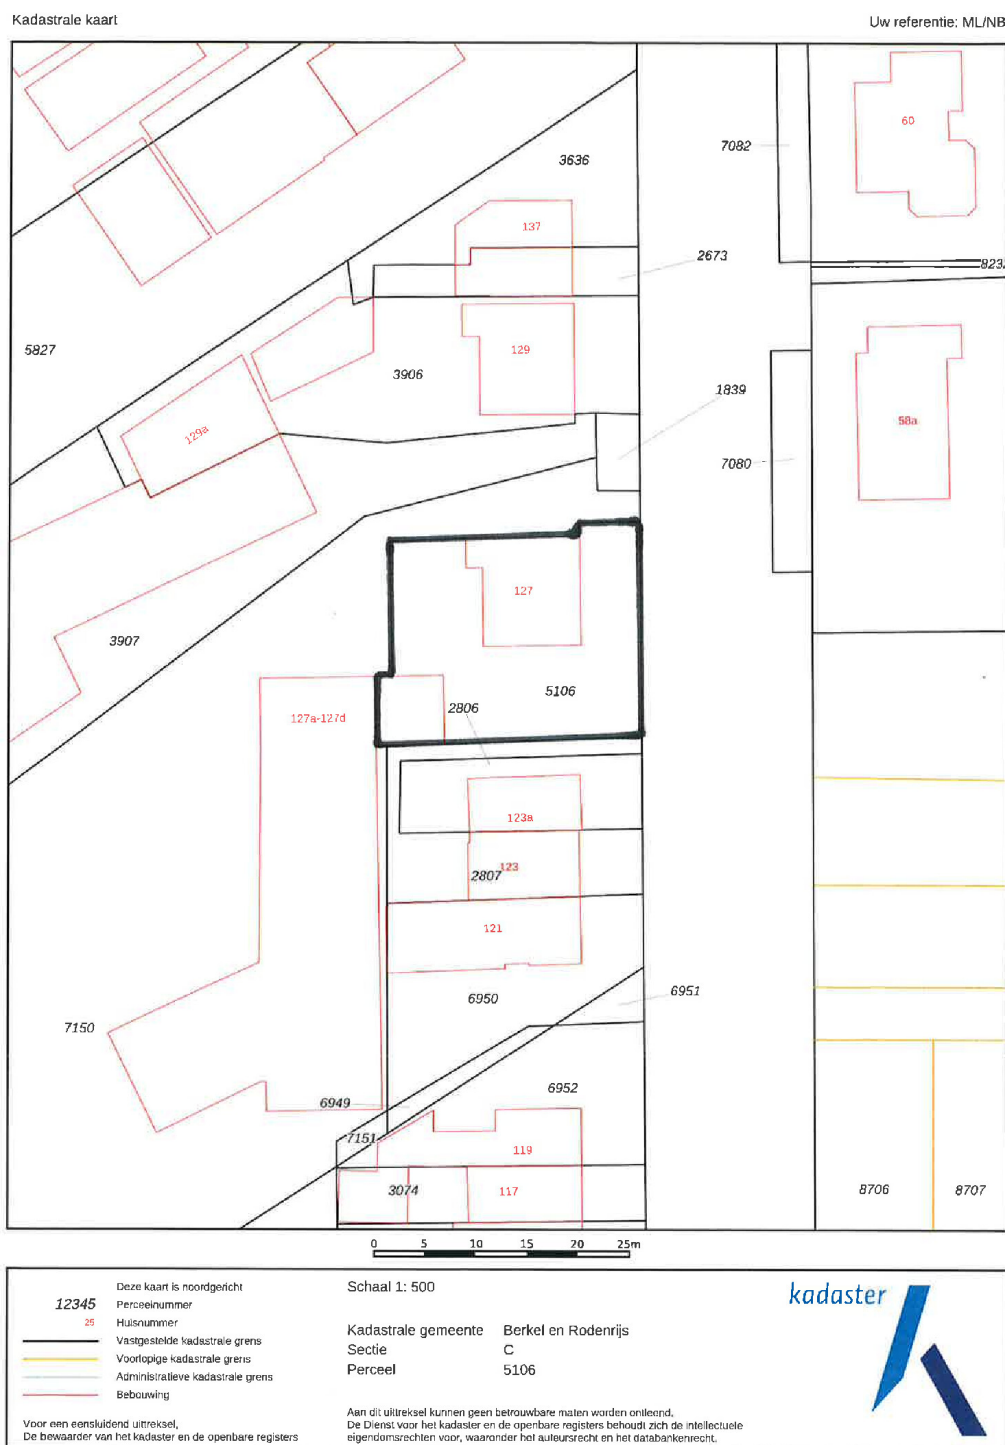 Kadastrale kaart
Uw referentie: ML/NB
60
7082
3636
137
2673
8232
5827
129
3906
1839
129a
58a
7080
127
3907
5106
2806
127a-127d
123a
123
2807
121
6950
6951
7150
6952
6949
7151
119
3074
117
8706
8707
0 5 10 15 20 25m
Deze kaart is noordgericht
12345 Perceelnummer
25 Huisnummer
Vastgestelde kadastrale grens
Voorlopige kadastrale grens
Administratieve kadastrale grens
Bebouwing
Voor een eensluidend uittreksel,
De bewaarder van het kadaster en de openbare registers
Schaal 1: 500
Kadastrale gemeente Berkel en Rodenrijs
Sectie C
Perceel 5106
Aan dit uittreksel kunnen geen betrouwbare maten worden ontleend.
De Dienst voor het kadaster en de openbare registers behoudt zich de intellectuele
eigendomsrechten voor, waaronder het auteursrecht en het databankenrecht.
kadaster